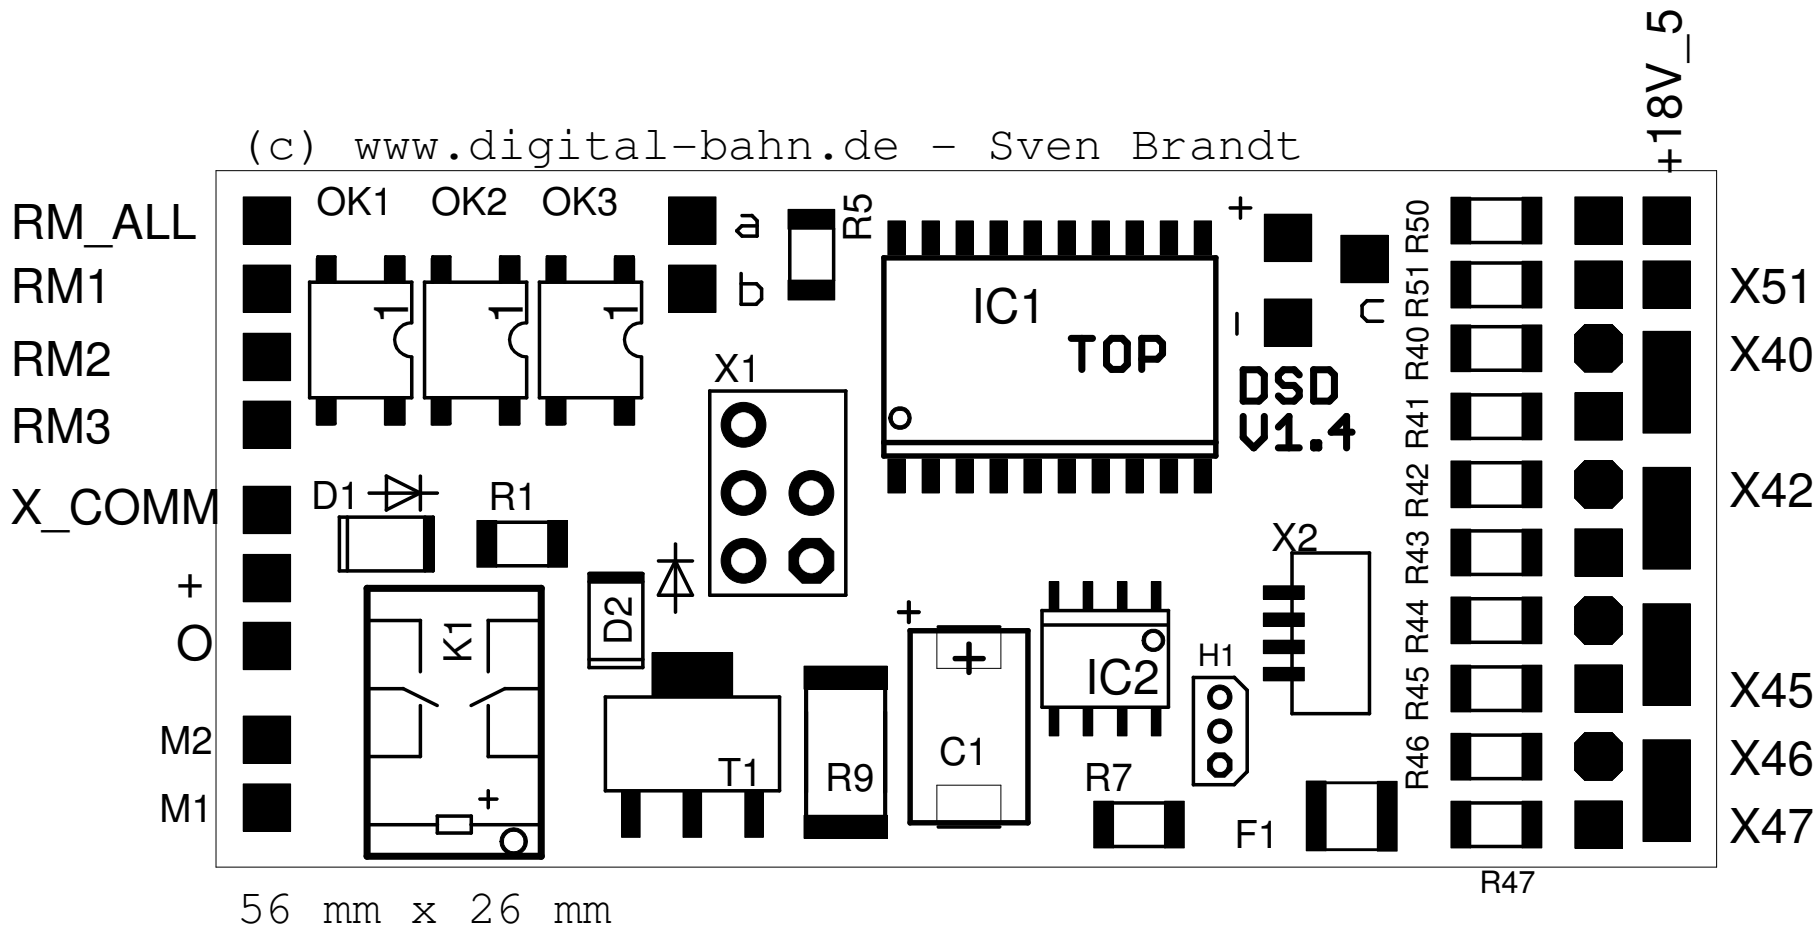 +18V_5
(c) www.digital-bahn.de - Sven Brandt
RM_ALL
RM1
RM2
RM3
X_COMM
+
O
M2
M1
OK1 OK2 OK3
1 1 1
a
b
R5
IC1
TOP
+
-
c
DSD
V1.4
X1
D1
R1
D2
K1
+
T1
R9
+
+
C1
IC2
H1
X2
R7
F1
R50
R51
R40
R41
R42
R43
R44
R45
R46
R47
X51
X40
X42
X45
X46
X47
56 mm x 26 mm